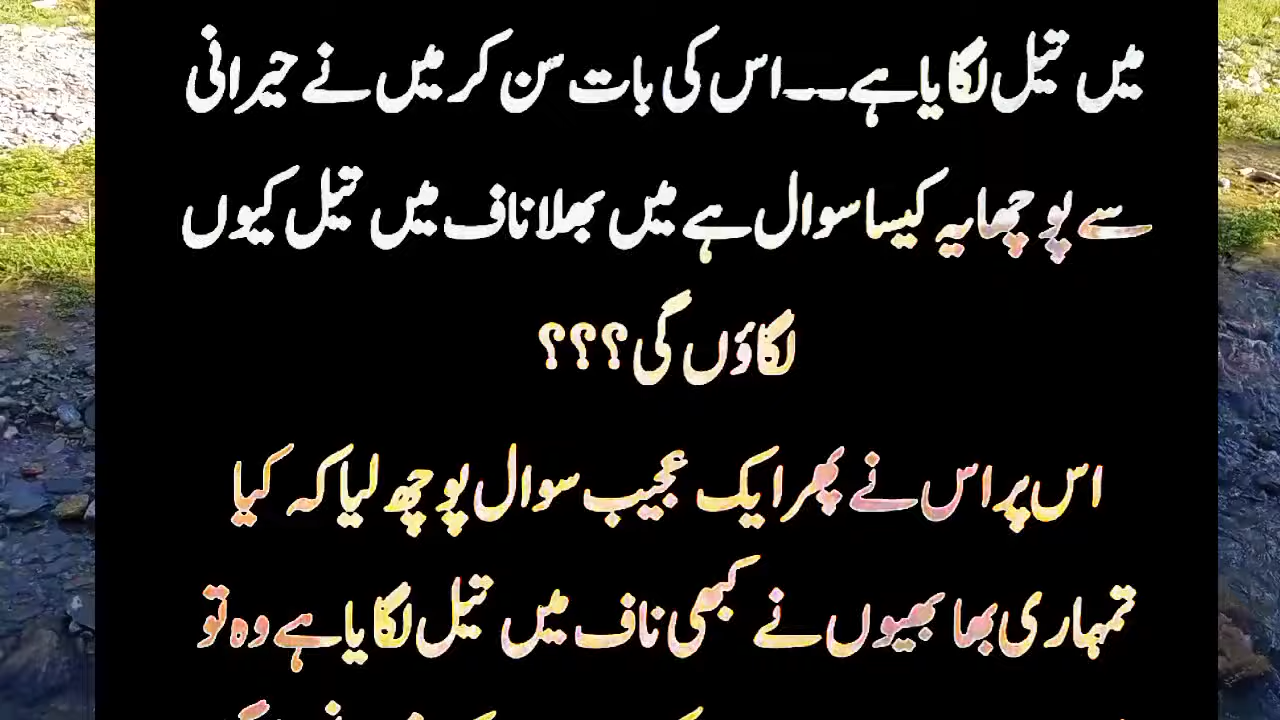 میں تیل لگایا ہے۔۔اس کی بات سن کر میں نے حیرانی
سے پوچھا یہ کیسا سوال ہے میں بھلا ناف میں تیل کیوں
لگاؤں گی؟؟؟
اس پر اس نے پھر ایک عجیب سوال پوچھ لیا کہ کیا
تمہاری بھابھیوں نے کبھی ناف میں تیل لگایا ہے وہ تو